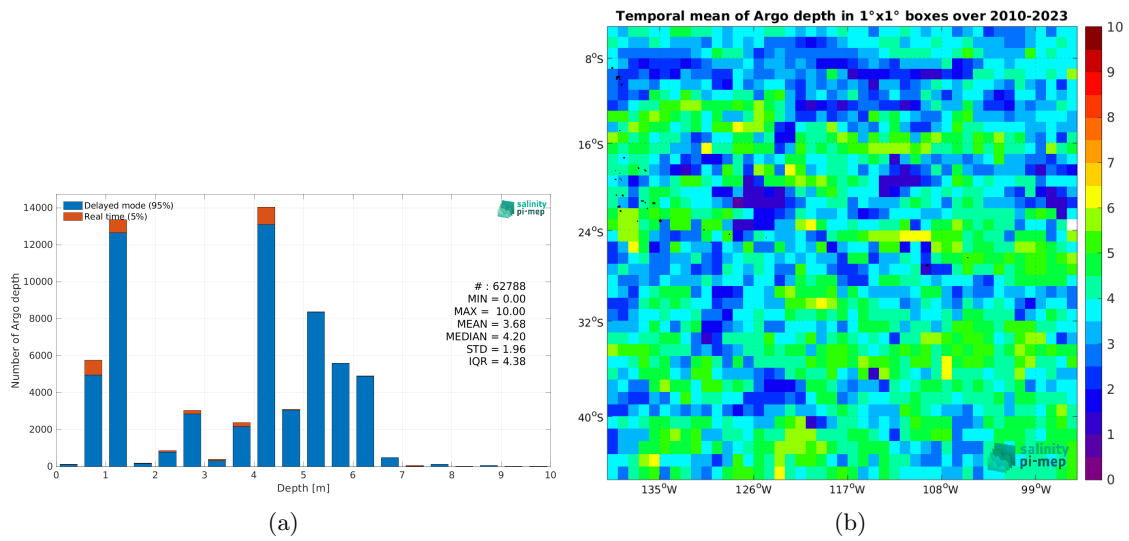 Delayed mode (95%)
Real time (5%)
salinity
pi-mep
14000
12000
10000
8000
6000
4000
2000
0
Number of Argo depth
# : 62788
MIN = 0.00
MAX = 10.00
MEAN = 3.68
MEDIAN = 4.20
STD = 1.96
IQR = 4.38
0 1 2 3 4 5 6 7 8 9 10
Depth [m]
(a)
Temporal mean of Argo depth in 1°x1° boxes over 2010-2023
8°S
16°S
24°S
32°S
40°S
135°W 126°W 117°W 108°W 99°W
salinity
pi-mep
10
9
8
7
6
5
4
3
2
1
0
(b)